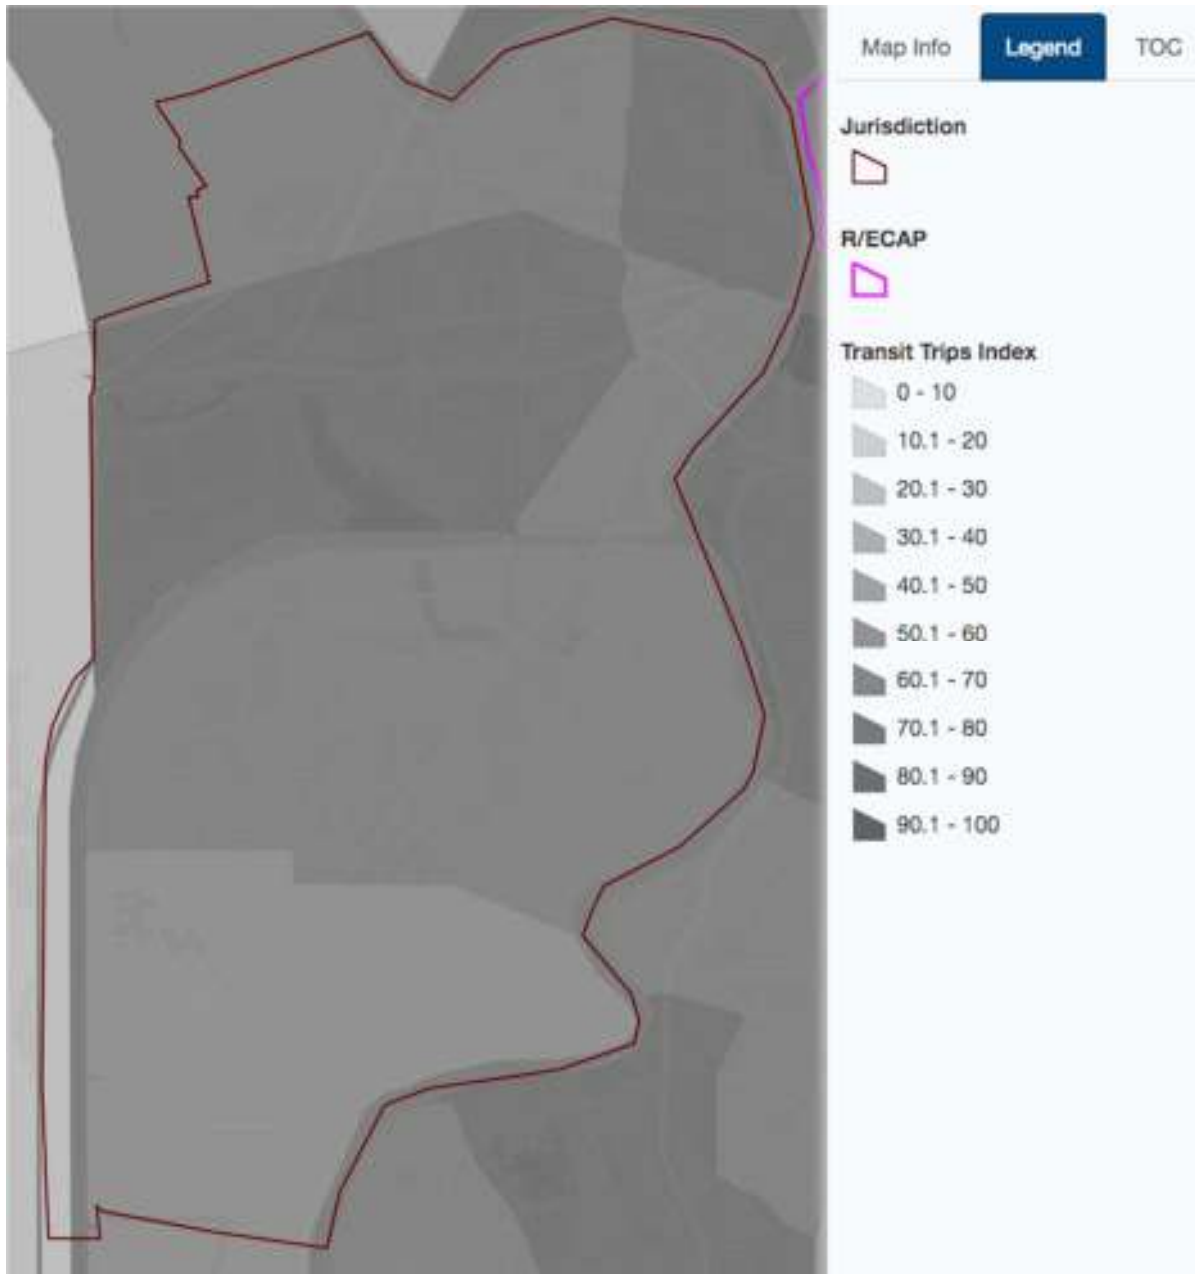 Map Info Legend TOC
Jurisdiction
R/ECAP
Transit Trips Index
0 - 10
10.1 - 20
20.1 - 30
30.1 - 40
40.1 - 50
50.1 - 60
60.1 - 70
70.1 - 80
80.1 - 90
90.1 - 100